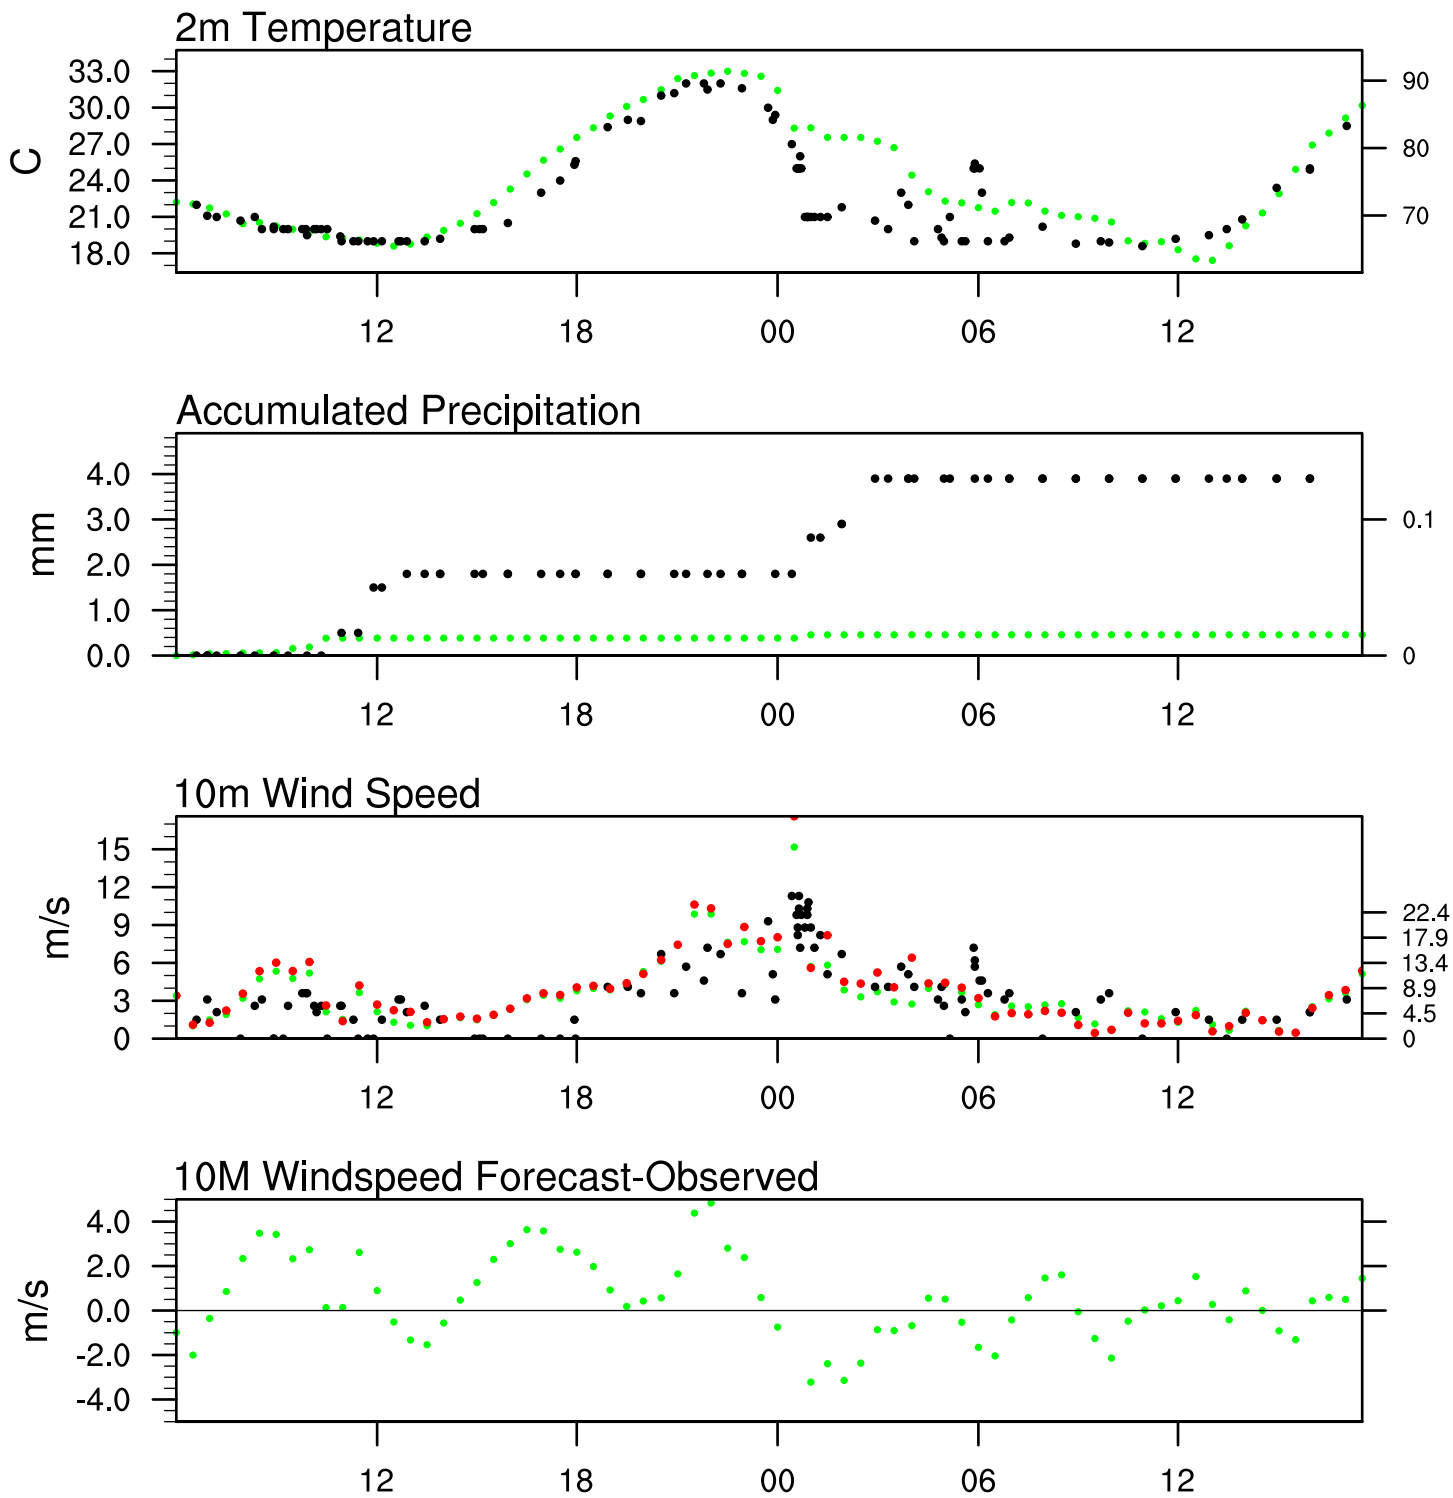 2m Temperature
33.0
30.0
27.0
24.0
21.0
18.0
C
90
80
70
12 18 00 06 12
Accumulated Precipitation
4.0
3.0
2.0
1.0
0.0
mm
0.1
0
12 18 00 06 12
10m Wind Speed
15
12
9
6
3
0
m/s
22.4
17.9
13.4
8.9
4.5
0
12 18 00 06 12
10M Windspeed Forecast-Observed
4.0
2.0
0.0
-2.0
-4.0
m/s
12 18 00 06 12